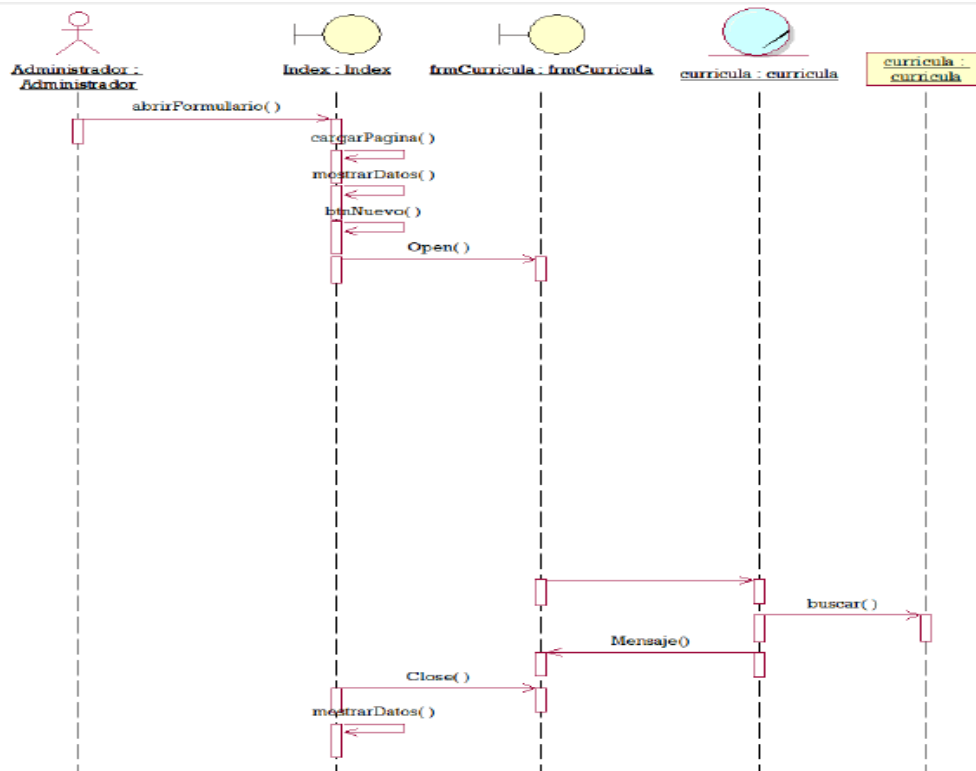 Administrador :
Administrador
Index : Index
frmCurricula : frmCurricula
curricula : curricula
curricula :
curricula
abrirFormulario( )
cargarPagina( )
mostrarDatos( )
btnNuevo( )
Open( )
buscar( )
Mensaje()
Close( )
mostrarDatos( )